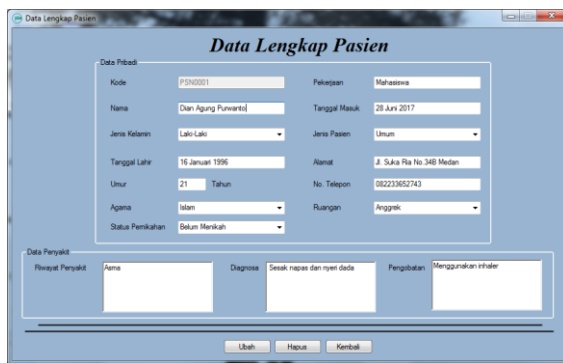 Data Lengkap Pasien
Data Lengkap Pasien
Data Pribadi
Kode PSN0001 Pekerjaan Mahasiswa
Nama Dian Agung Purwanto Tanggal Masuk 28 Juni 2017
Jenis Kelamin Laki-Laki Jenis Pasien Umum
Tanggal Lahir 16 Januari 1996 Alamat Jl. Suka Ria No.34B Medan
Umur 21 Tahun No. Telepon 082233652743
Agama Islam Ruangan Anggrek
Status Pernikahan Belum Menikah
Data Penyakit
Riwayat Penyakit Asma Diagnosa Sesak napas dan nyeri dada Pengobatan Menggunakan inhaler
Ubah Hapus Kembali